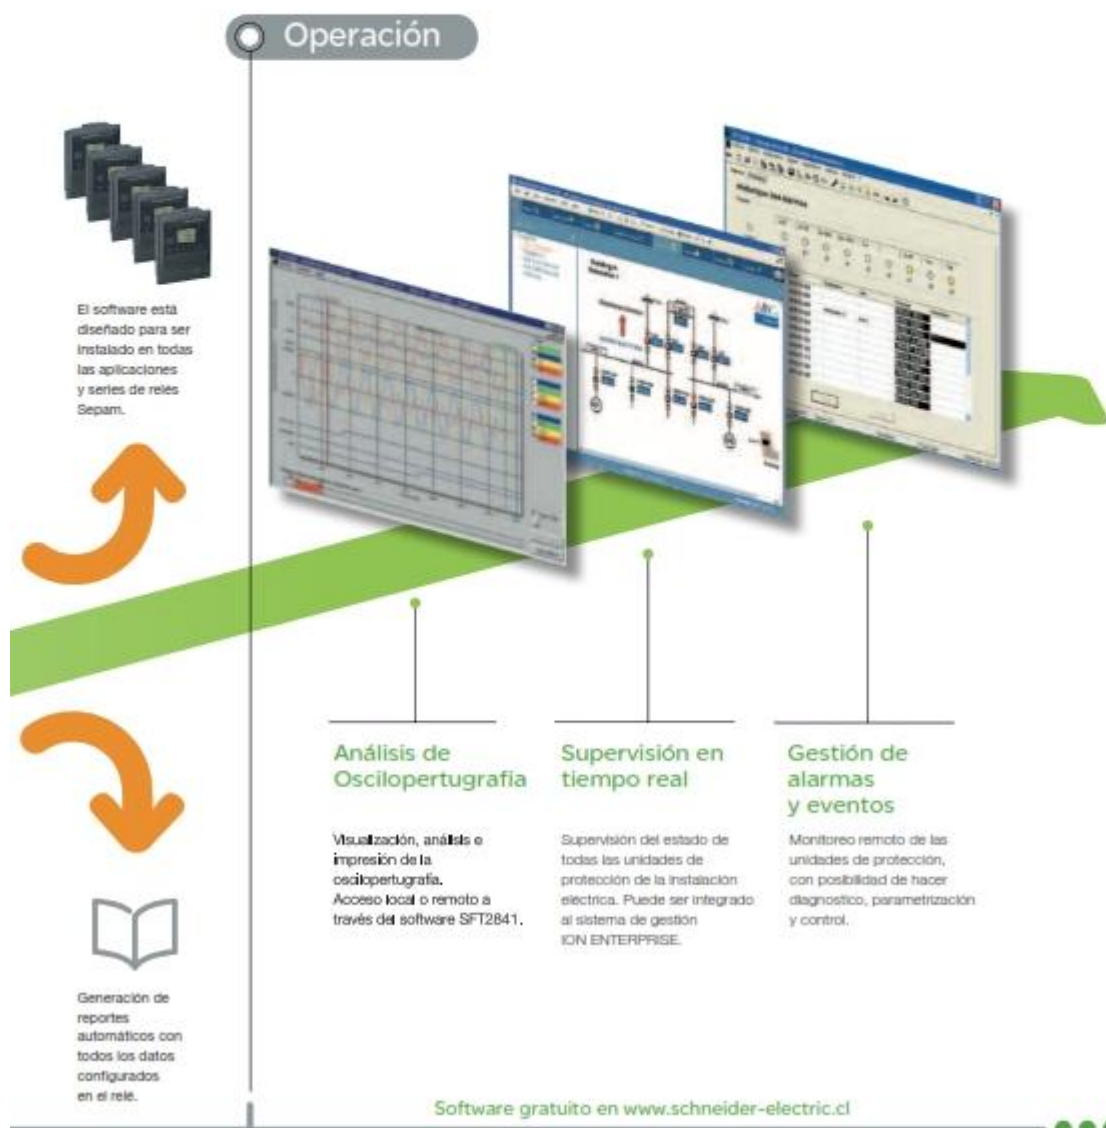 Operación
El software está
diseñado para ser
instalado en todas
las aplicaciones
y series de relés
Sepam.
Generación de
reportes
automáticos con
todos los datos
configurados
en el relé.
Análisis de
Oscilopertugrafia
Visualización, análisis e
impresión de la
oscilopertugrafía.
Acceso local o remoto a
través del software SFT2841.
Supervisión en
tiempo real
Supervisión del estado de
todas las unidades de
protección de la instalación
eléctrica. Puede ser integrado
al sistema de gestión
ION ENTERPRISE.
Gestión de
alarmas
y eventos
Monitoreo remoto de las
unidades de protección,
con posibilidad de hacer
diagnostico, parametrización
y control.
Software gratuito en www.schneider-electric.cl